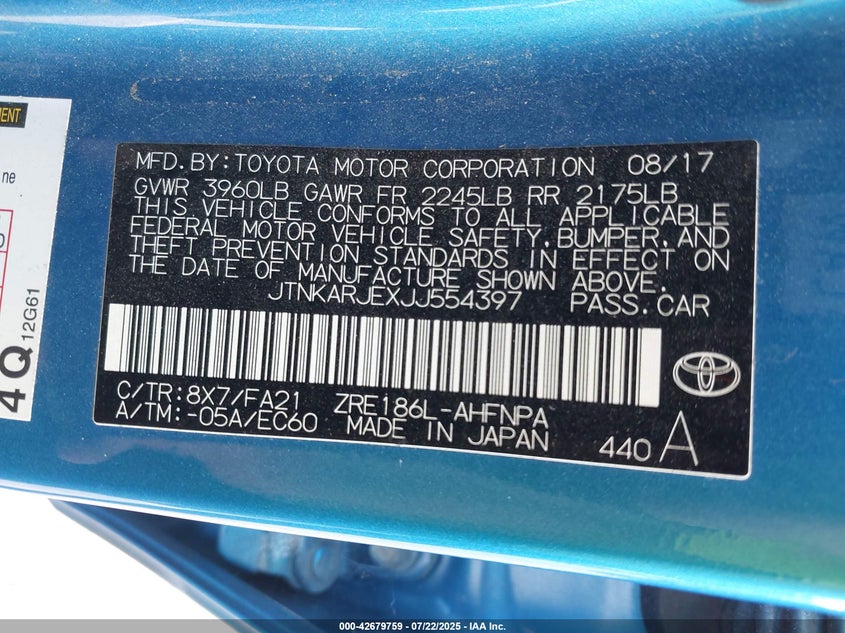 MFD.BY:TOYOTA MOTOR CORPORATION 08/17
GVWR 3960LB GAWR FR 2245LB RR 2175LB
THIS VEHICLE CONFORMS TO ALL APPLICABLE
FEDERAL MOTOR VEHICLE SAFETY,BUMPER,AND
THEFT PREVENTION STANDARDS IN EFFECT ON
THE DATE OF MANUFACTURE SHOWN ABOVE.
JTNKARJEXJJ554397 PASS.CAR
C/TR:8X7/FA21 ZRE186L-AHFNPA
A/TM:-05A/EC60 MADE IN JAPAN 440 A
ne
4Q
12G61
000-42679759 - 07/22/2025 - IAA Inc.